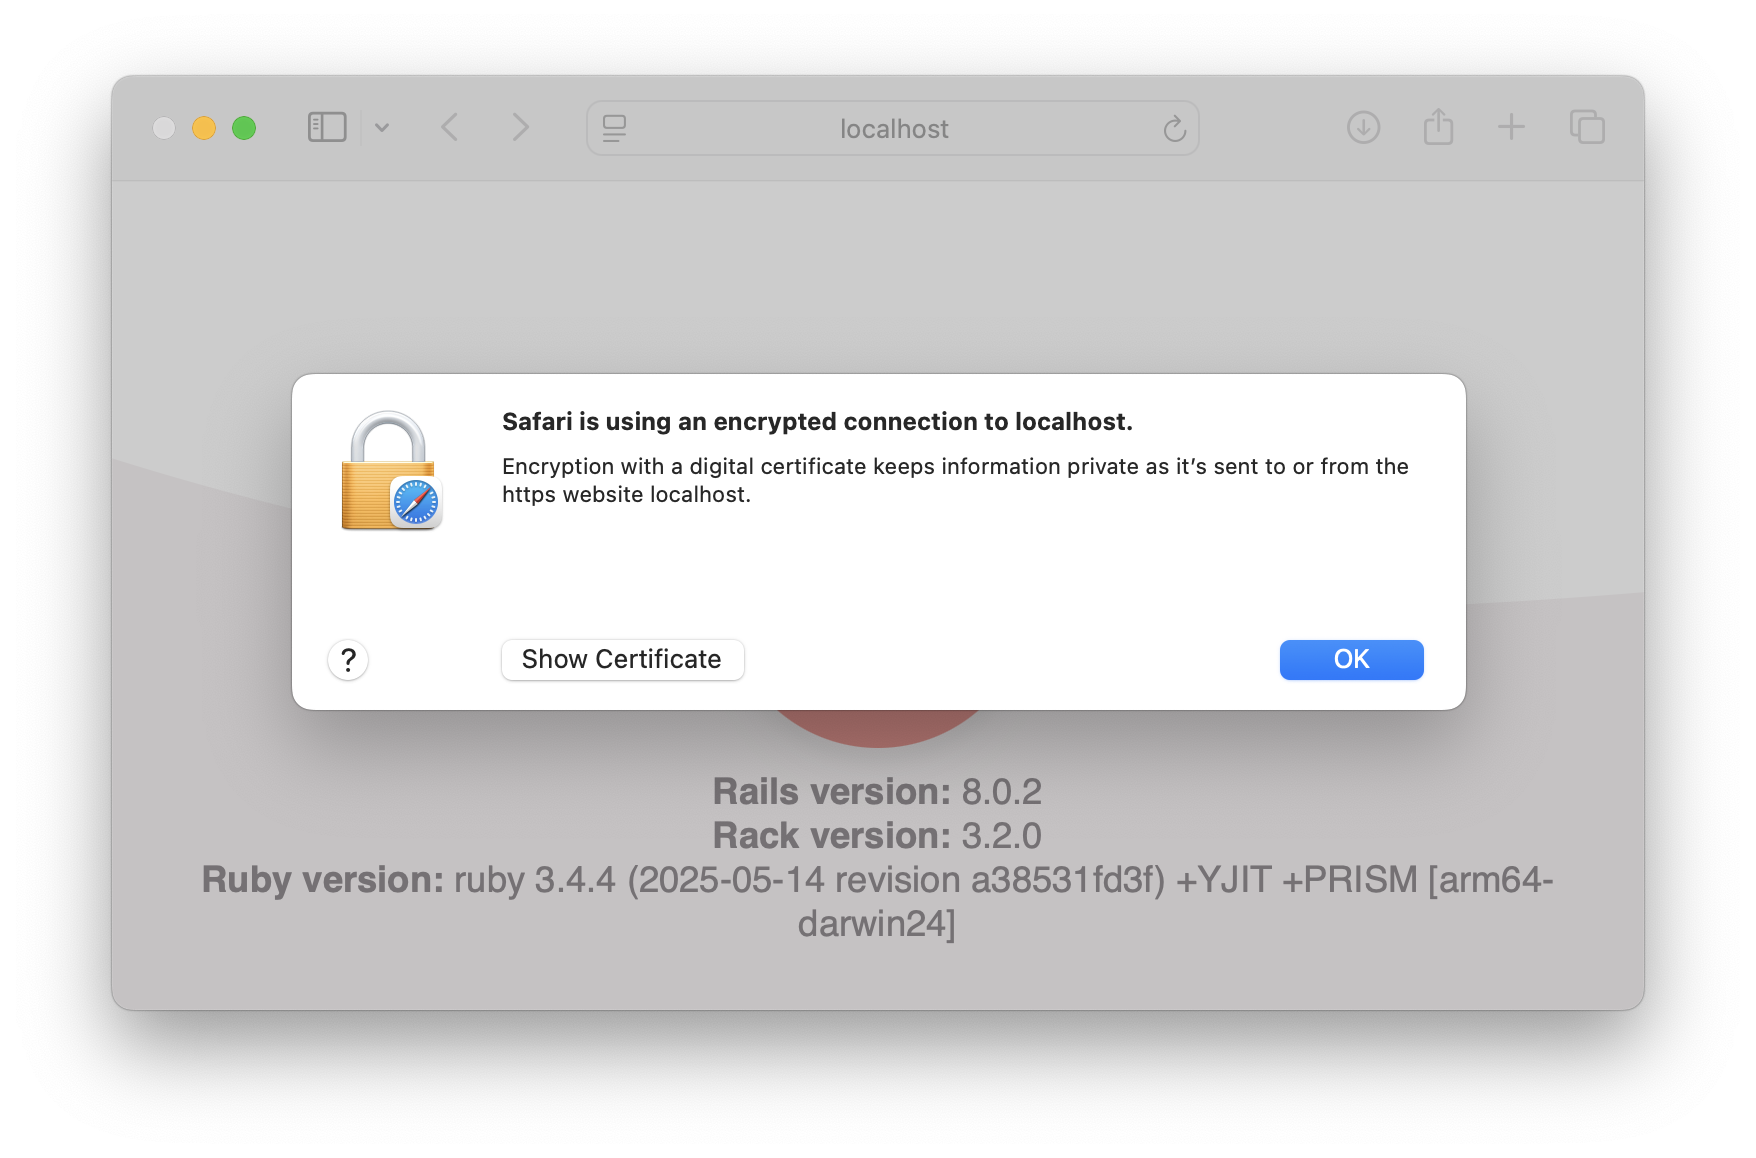 localhost
Safari is using an encrypted connection to localhost.
Encryption with a digital certificate keeps information private as it’s sent to or from the
https website localhost.
?
Show Certificate
OK
Rails version: 8.0.2
Rack version: 3.2.0
Ruby version: ruby 3.4.4 (2025-05-14 revision a38531fd3f) +YJIT +PRISM [arm64-
darwin24]